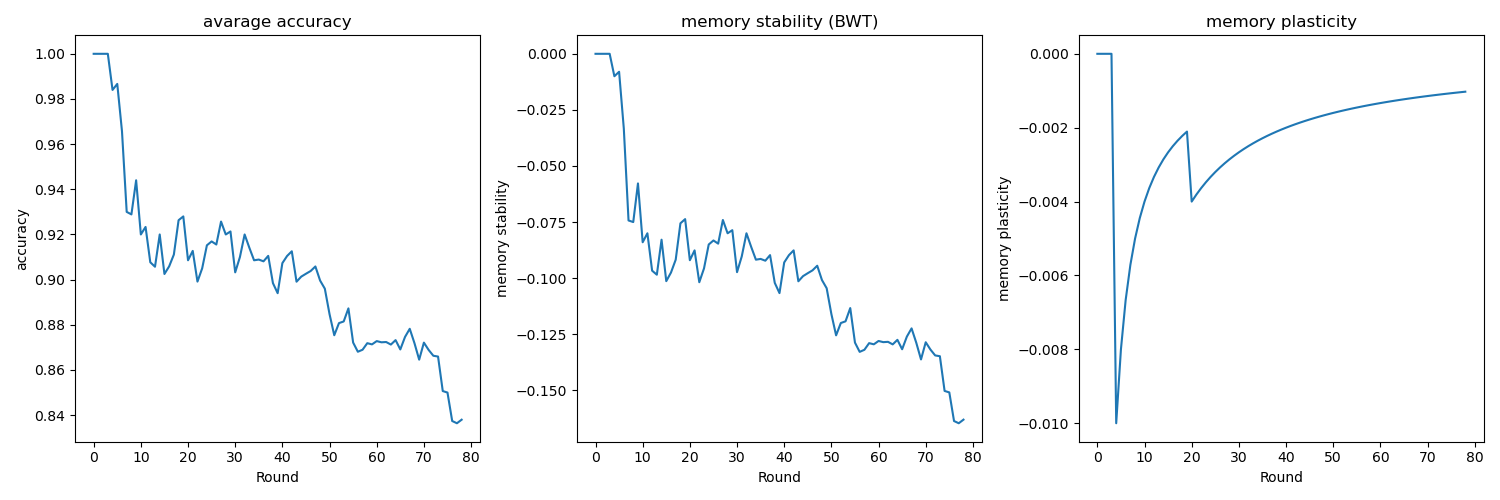 avarage accuracy
accuracy
1.00
0.98
0.96
0.94
0.92
0.90
0.88
0.86
0.84
0 10 20 30 40 50 60 70 80
Round
memory stability (BWT)
memory stability
0.000
−0.025
−0.050
−0.075
−0.100
−0.125
−0.150
0 10 20 30 40 50 60 70 80
Round
memory plasticity
memory plasticity
0.000
−0.002
−0.004
−0.006
−0.008
−0.010
0 10 20 30 40 50 60 70 80
Round